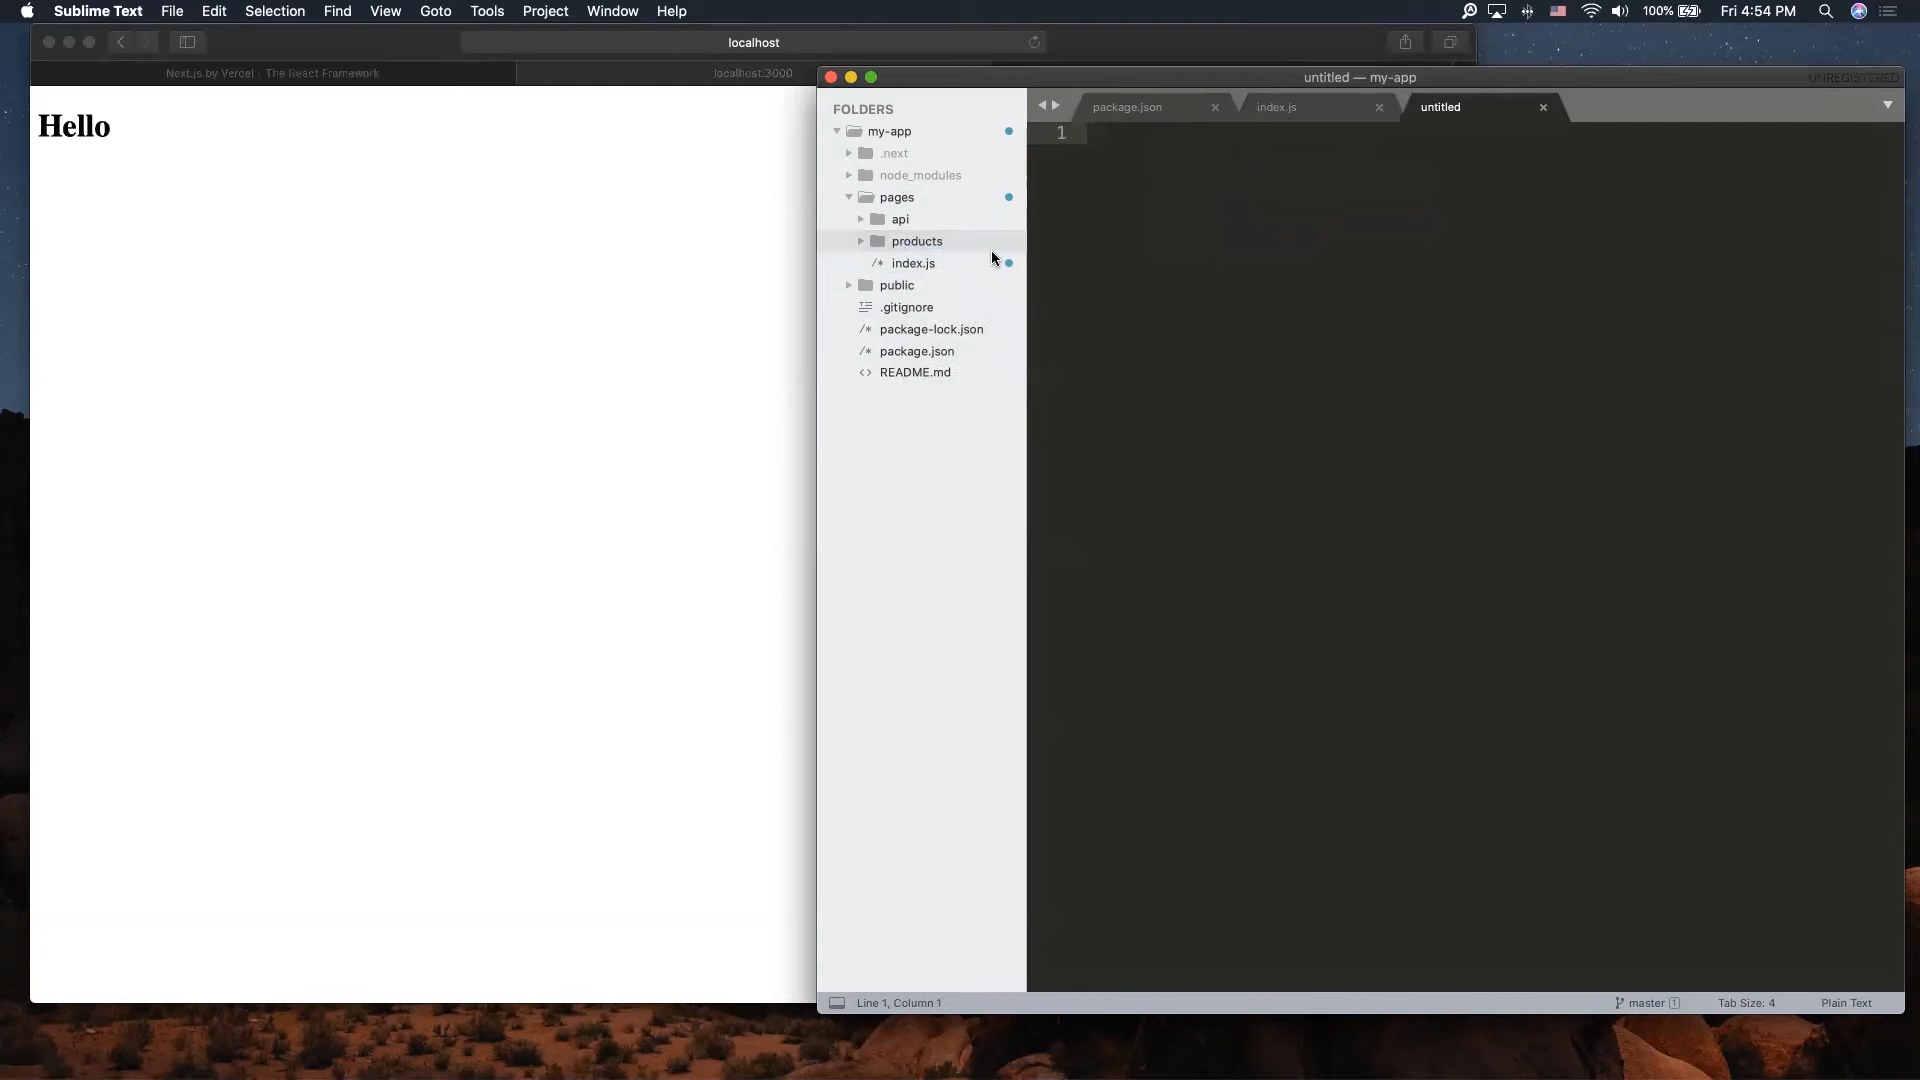 Sublime Text File Edit Selection Find View Goto Tools Project Window Help 100% Fri 4:54 PM
localhost
Next.js by Vercel - The React Framework localhost:3000
Hello
untitled — my-app UNREGISTERED
FOLDERS
my-app
.next
node_modules
pages
api
products
/* index.js
public
.gitignore
/* package-lock.json
/* package.json
<> README.md
package.json × index.js × untitled ×
1
Line 1, Column 1 master 1 Tab Size: 4 Plain Text